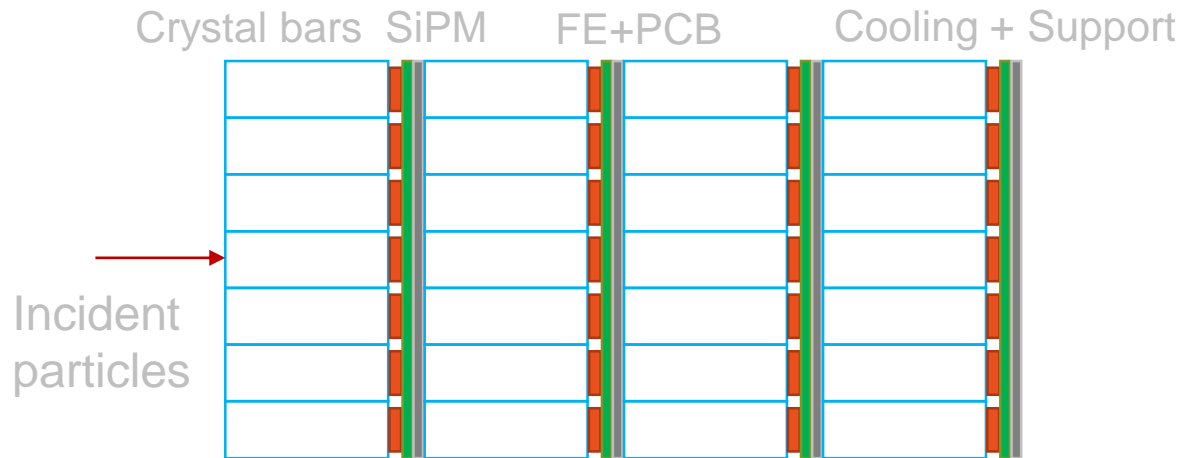 Crystal bars SiPM FE+PCB Cooling + Support
Incident
particles